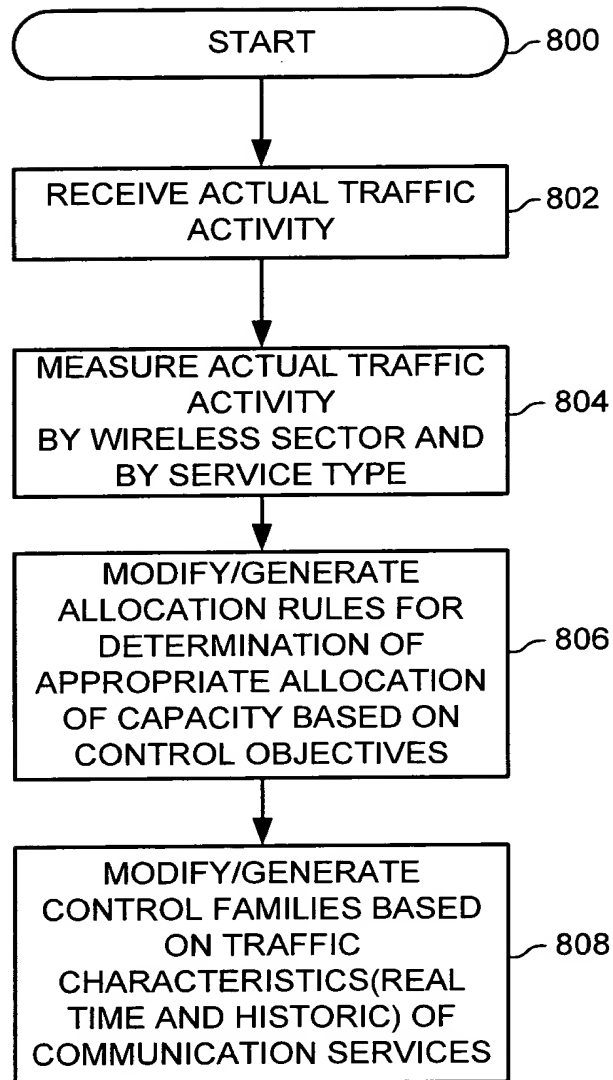 START
800
RECEIVE ACTUAL TRAFFIC
ACTIVITY
802
MEASURE ACTUAL TRAFFIC
ACTIVITY
BY WIRELESS SECTOR AND
BY SERVICE TYPE
804
MODIFY/GENERATE
ALLOCATION RULES FOR
DETERMINATION OF
APPROPRIATE ALLOCATION
OF CAPACITY BASED ON
CONTROL OBJECTIVES
806
MODIFY/GENERATE
CONTROL FAMILIES BASED
ON TRAFFIC
CHARACTERISTICS(REAL
TIME AND HISTORIC) OF
COMMUNICATION SERVICES
808